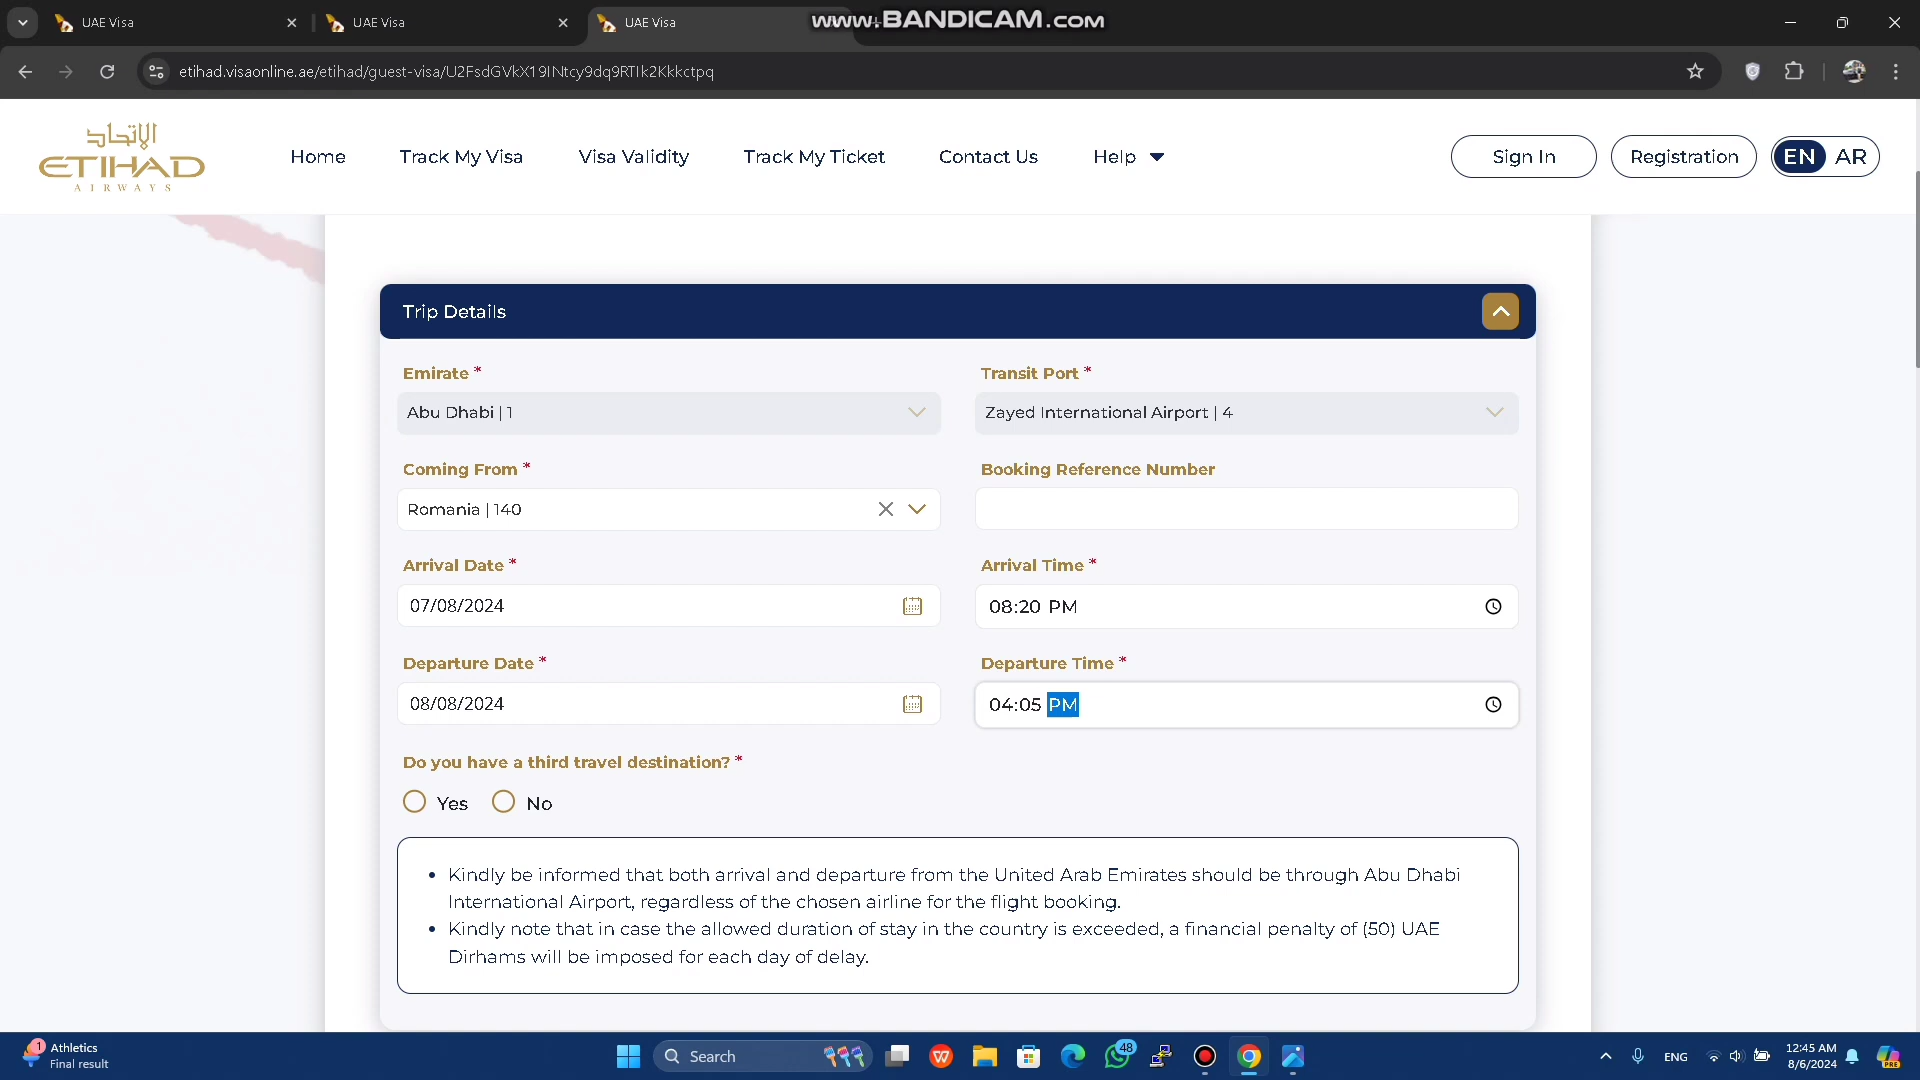 UAE Visa
UAE Visa
UAE Visa
www.BANDICAM.com
etihad.visaonline.ae/etihad/guest-visa/U2FsdGVkX19INtcy9dq9RTIk2Kkkctpq
الإتحاد
ETIHAD
AIRWAYS
Home
Track My Visa
Visa Validity
Track My Ticket
Contact Us
Help
Sign In
Registration
EN AR
Trip Details
Emirate *
Transit Port *
Abu Dhabi | 1
Zayed International Airport | 4
Coming From *
Booking Reference Number
Romania | 140
Arrival Date *
Arrival Time *
07/08/2024
08:20 PM
Departure Date *
Departure Time *
08/08/2024
04:05 PM
Do you have a third travel destination? *
Yes No
• Kindly be informed that both arrival and departure from the United Arab Emirates should be through Abu Dhabi
International Airport, regardless of the chosen airline for the flight booking.
• Kindly note that in case the allowed duration of stay in the country is exceeded, a financial penalty of (50) UAE
Dirhams will be imposed for each day of delay.
1
Athletics
Final result
Search
48
ENG
12:45 AM
8/6/2024
PRE